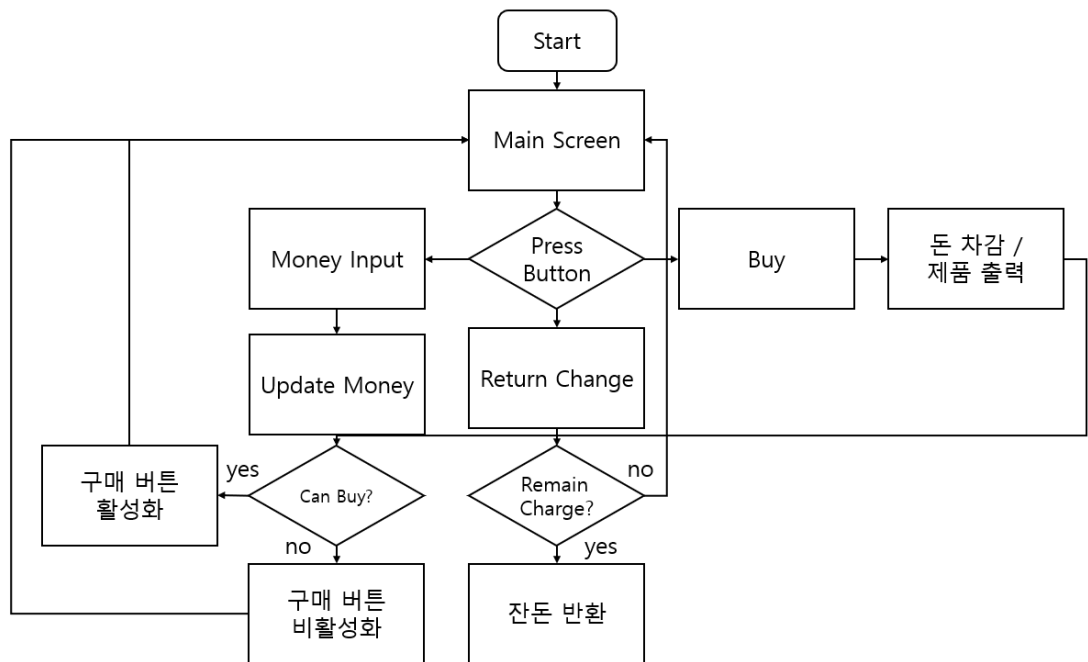 Start
Main Screen
Money Input
Press
Button
Buy
돈 차감 /
제품 출력
Update Money
Return Change
구매 버튼
활성화
yes
Can Buy?
Remain
Charge?
no
no
yes
구매 버튼
비활성화
잔돈 반환